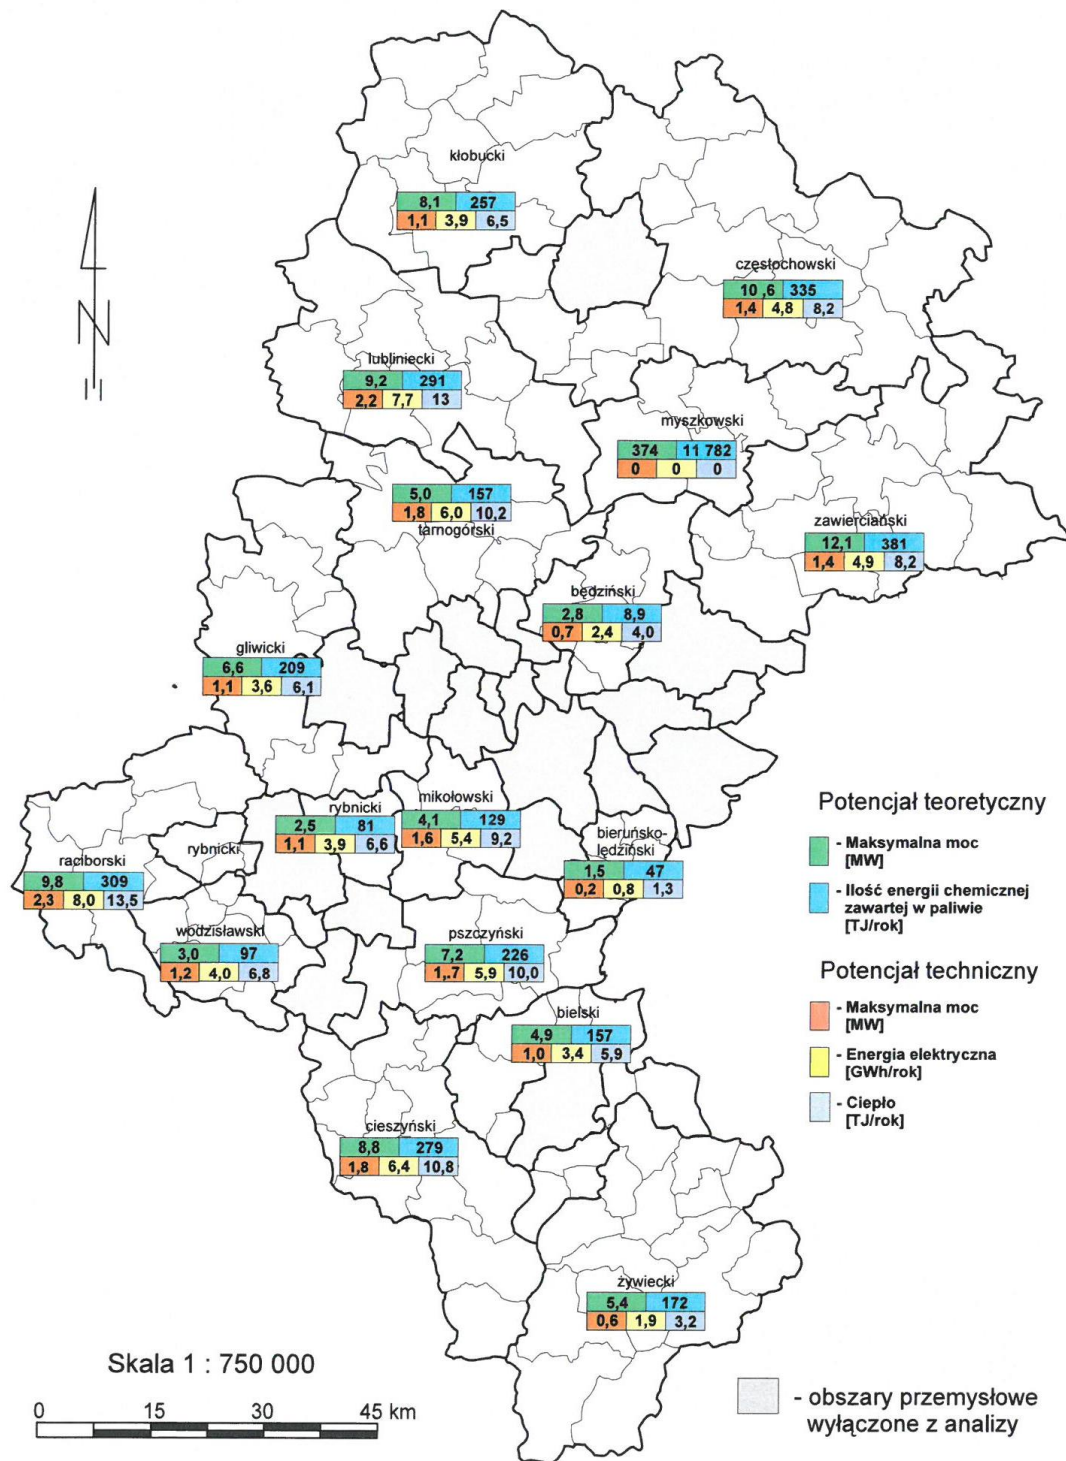 kłobucki
8,1 257
1,1 3,9 6,5
częstochowski
10 ,6 335
1,4 4,8 8,2
N
lubliniecki
9,2 291
2,2 7,7 13
myszkowski
374 11 782
0 0 0
5,0 157
1,8 6,0 10,2
tarnogórski
zawierciański
12,1 381
1,4 4,9 8,2
będziński
2,8 8,9
0,7 2,4 4,0
gliwicki
6,6 209
1,1 3,6 6,1
mikołowski
4,1 129
1,6 5,4 9,2
rybnicki
2,5 81
1,1 3,9 6,6
rybnicki
bieruńsko-
lędziński
1,5 47
0,2 0,8 1,3
raciborski
9,8 309
2,3 8,0 13,5
wodzisławski
3,0 97
1,2 4,0 6,8
pszczyński
7,2 226
1,.7 5,9 10,0
bielski
4,9 157
1,0 3,4 5,9
cieszyński
8,8 279
1,8 6,4 10,8
żywiecki
5,4 172
0,6 1,9 3,2
Potencjał teoretyczny
- Maksymalna moc
[MW]
- Ilość energii chemicznej
zawartej w paliwie
[TJ/rok]
Potencjał techniczny
- Maksymalna moc
[MW]
- Energia elektryczna
[GWh/rok]
- Ciepło
[TJ/rok]
Skala 1 : 750 000
0 15 30 45 km
- obszary przemysłowe
wyłączone z analizy